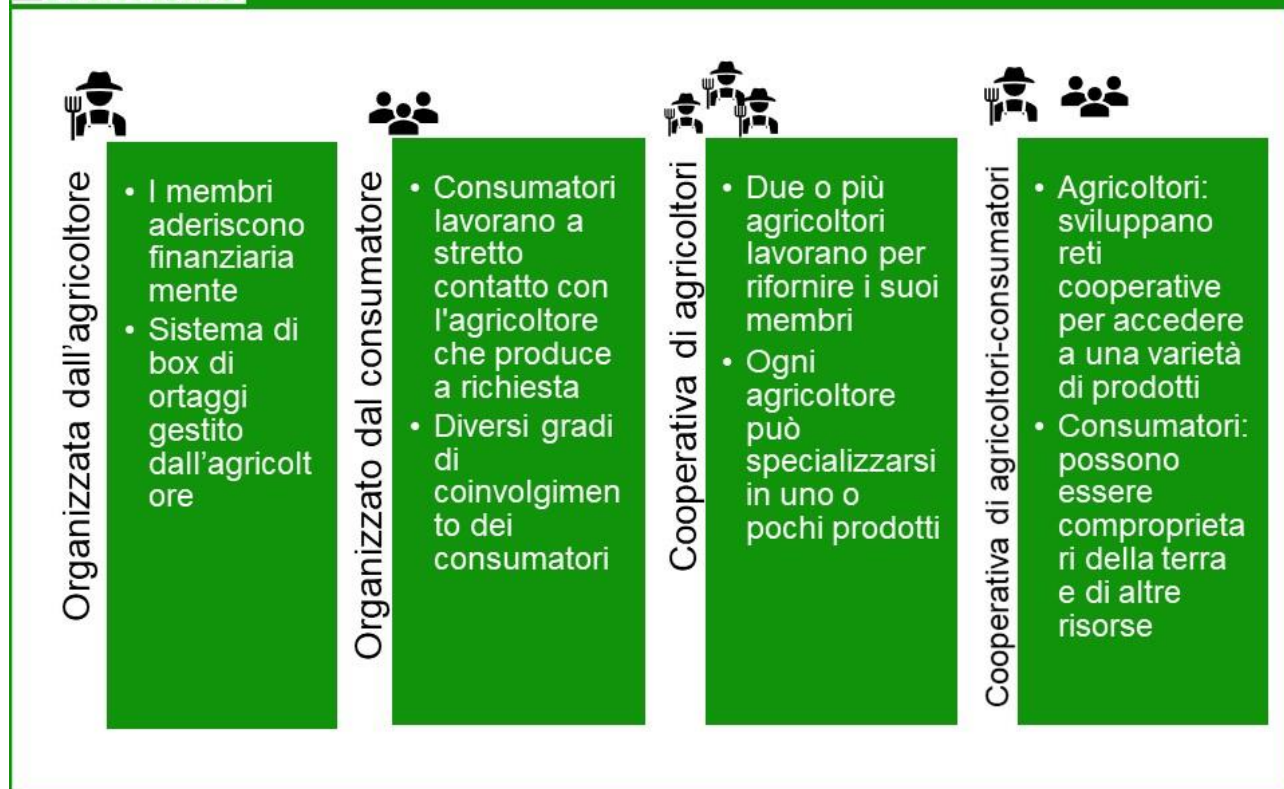 Organizzata dall'agricoltore
• I membri
aderiscono
finanziaria
mente
• Sistema di
box di
ortaggi
gestito
dall'agricolt
ore
Organizzato dal consumatore
• Consumatori
lavorano a
stretto
contatto con
l'agricoltore
che produce
a richiesta
• Diversi gradi
di
coinvolgimen
to dei
consumatori
Cooperativa di agricoltori
• Due o più
agricoltori
lavorano per
rifornire i suoi
membri
• Ogni
agricoltore
può
specializzarsi
in uno o
pochi prodotti
Cooperativa di agricoltori-consumatori
• Agricoltori:
sviluppano
reti
cooperative
per accedere
a una varietà
di prodotti
• Consumatori:
possono
essere
comproprieta
ri della terra
e di altre
risorse